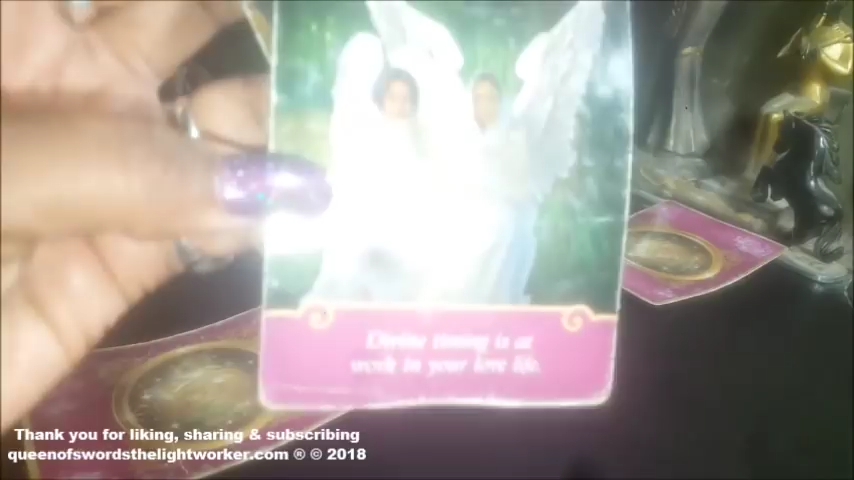 Divine timing is at
work in your love life.
Thank you for liking, sharing & subscribing
queenofswordsthelightworker.com ® © 2018